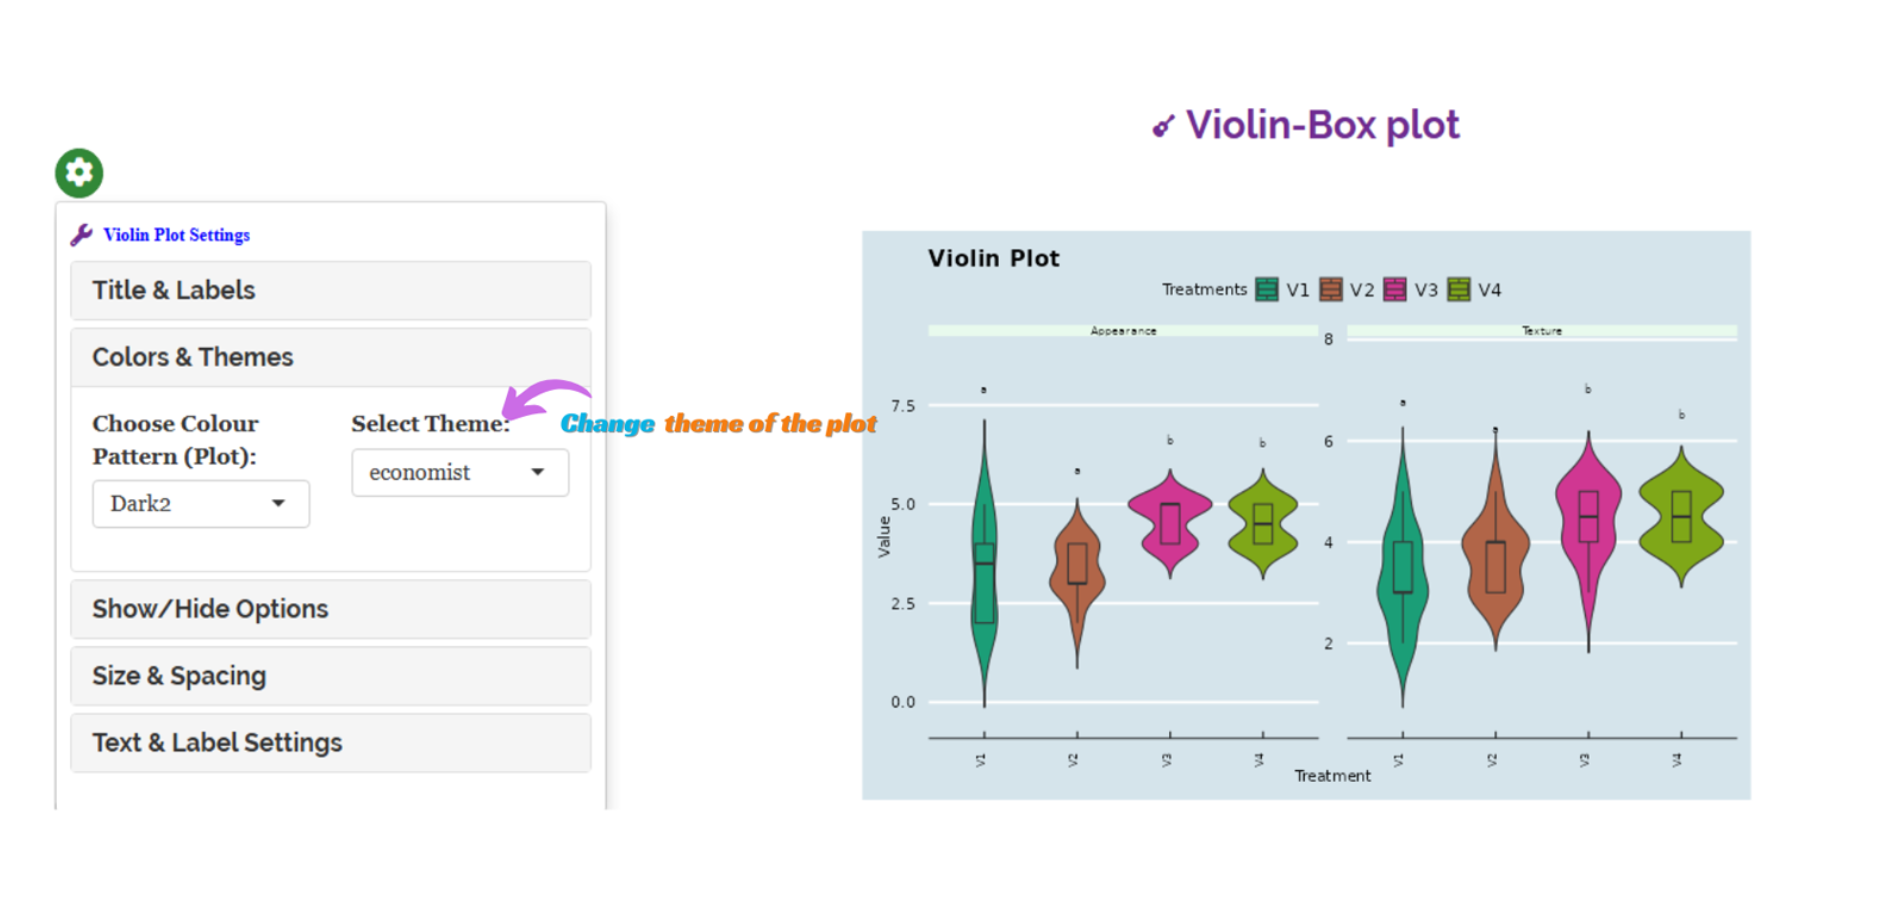 Violin-Box plot
Violin Plot Settings
Title & Labels
Colors & Themes
Choose Colour
Pattern (Plot):
Dark2
Select Theme:
economist
Change theme of the plot
Show/Hide Options
Size & Spacing
Text & Label Settings
Violin Plot
Treatments V1 V2 V3 V4
Appearance
Texture
Value
7.5
5.0
2.5
0.0
a
a
b
b
V1
V2
V3
V4
8
6
4
2
a
a
b
b
V1
V2
V3
V4
Treatment